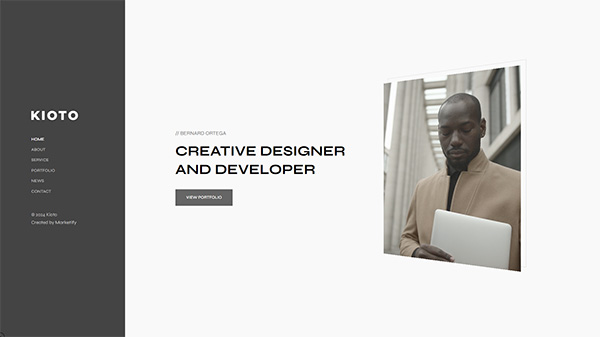 KIOTO
HOME
ABOUT
SERVICE
PORTFOLIO
NEWS
CONTACT
© 2024 Kioto
Created by Marketify
// BERNARD ORTEGA
CREATIVE DESIGNER
AND DEVELOPER
VIEW PORTFOLIO